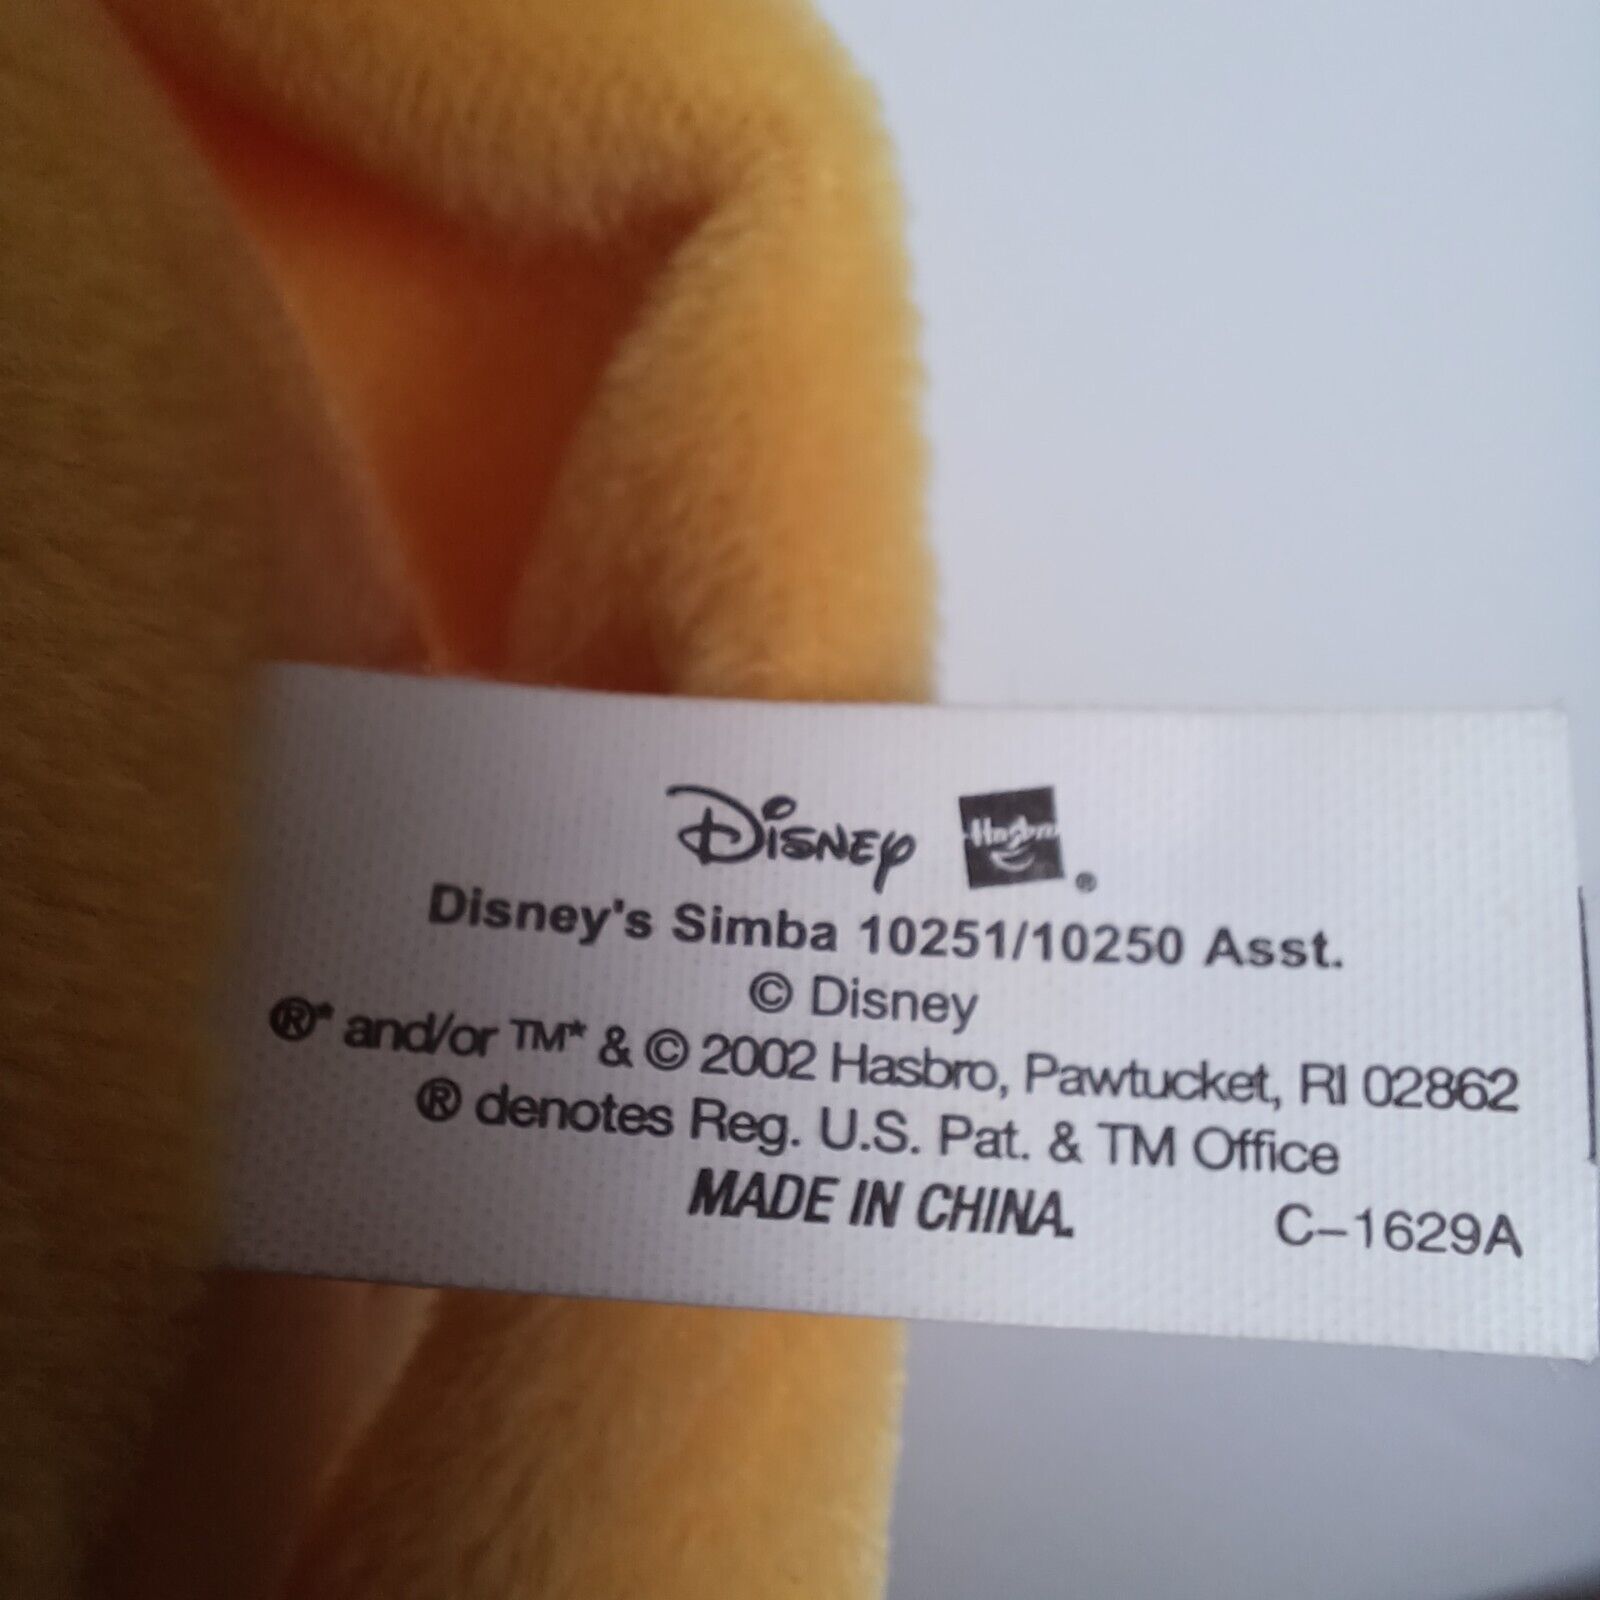 Disney Hasbro ®
Disney's Simba 10251/10250 Asst.
© Disney
®* and/or TM* & © 2002 Hasbro, Pawtucket, RI 02862
® denotes Reg. U.S. Pat. & TM Office
MADE IN CHINA. C-1629A